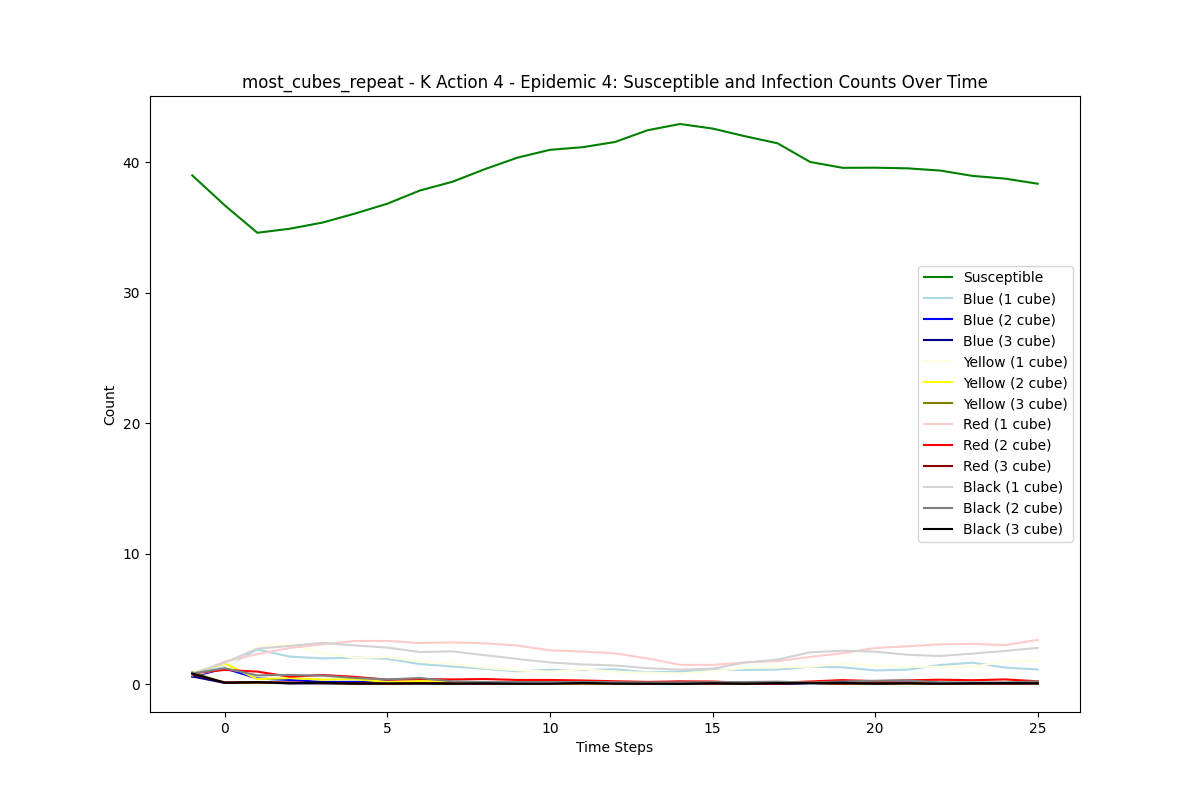 most_cubes_repeat - K Action 4 - Epidemic 4: Susceptible and Infection Counts Over Time
Count
40
30
20
10
0
Susceptible
Blue (1 cube)
Blue (2 cube)
Blue (3 cube)
Yellow (1 cube)
Yellow (2 cube)
Yellow (3 cube)
Red (1 cube)
Red (2 cube)
Red (3 cube)
Black (1 cube)
Black (2 cube)
Black (3 cube)
0 5 10 15 20 25
Time Steps